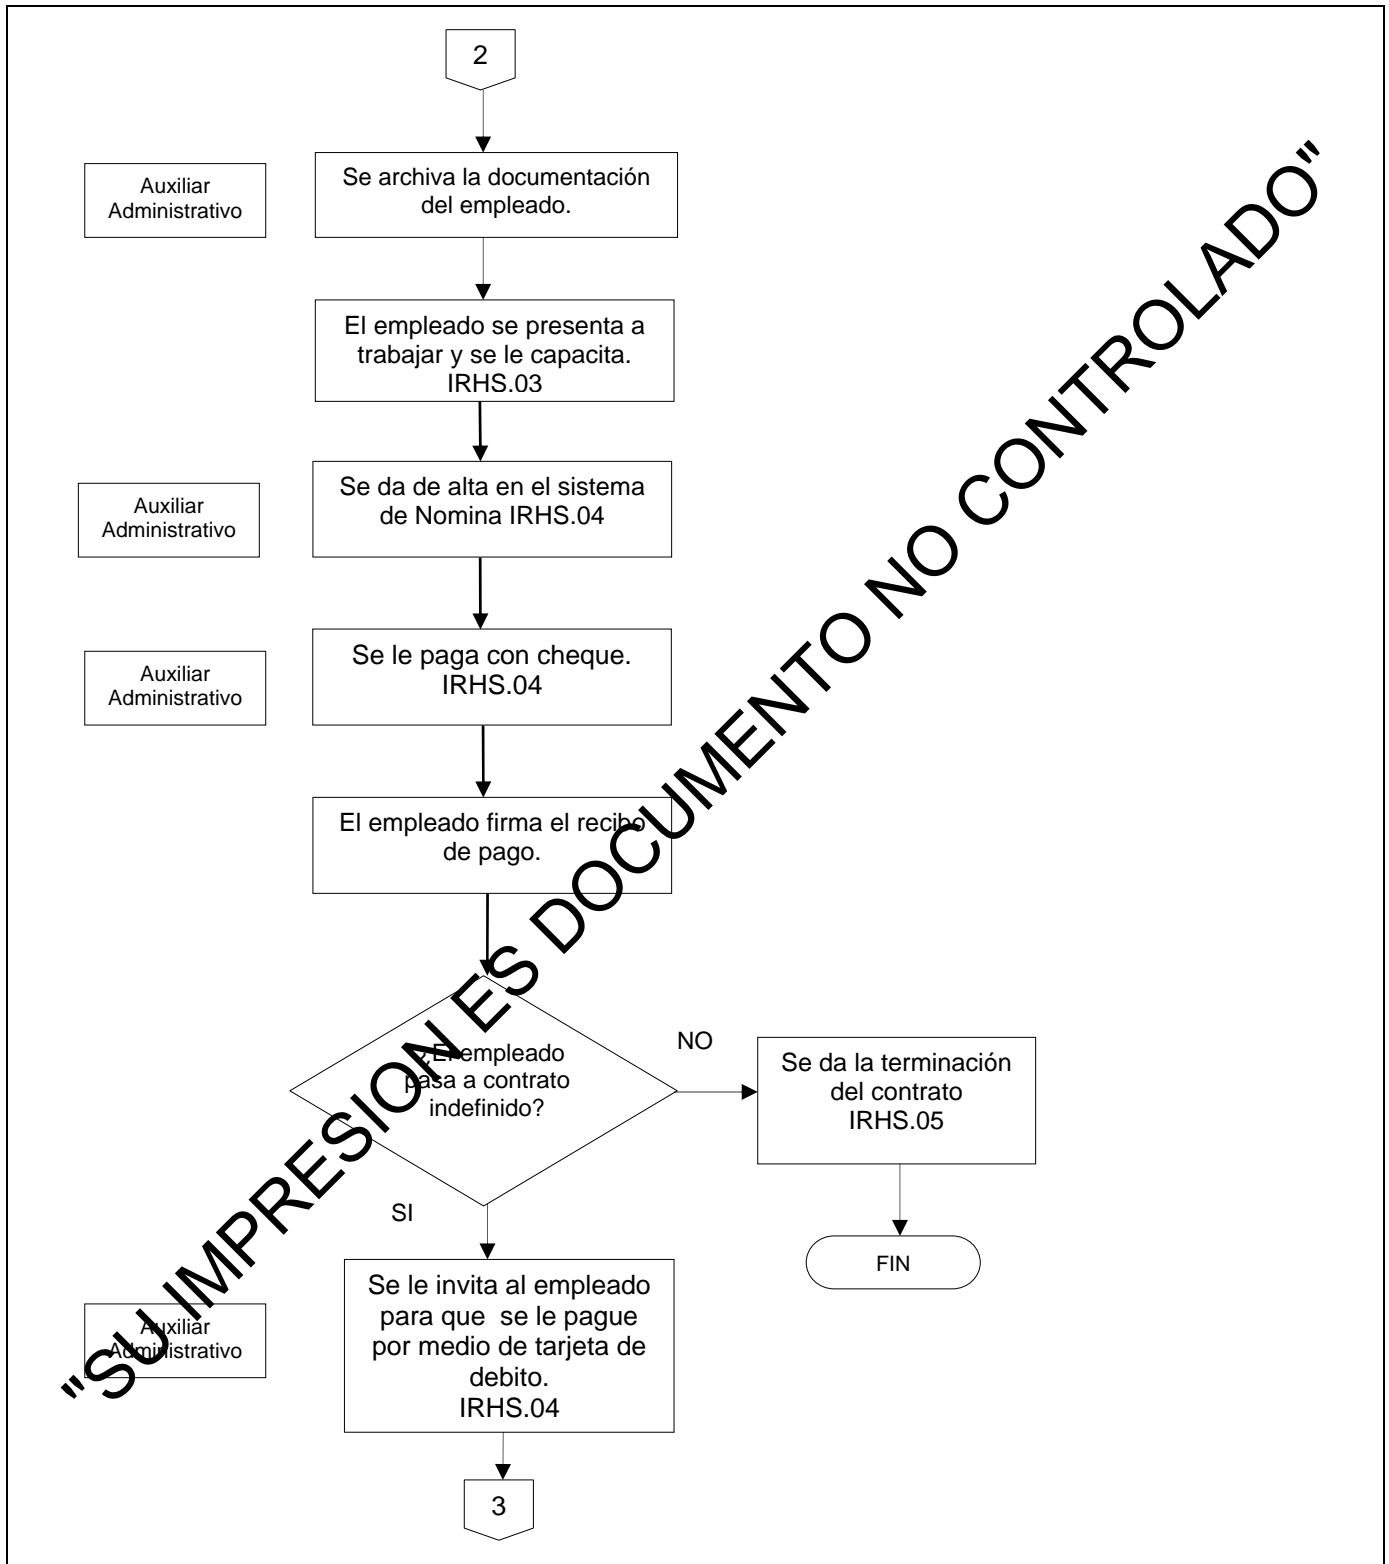 2
Auxiliar
Administrativo
Se archiva la documentación
del empleado.
El empleado se presenta a
trabajar y se le capacita.
IRHS.03
Auxiliar
Administrativo
Se da de alta en el sistema
de Nomina IRHS.04
Auxiliar
Administrativo
Se le paga con cheque.
IRHS.04
El empleado firma el recibo
de pago.
¿El empleado
pasa a contrato
indefinido?
NO
Se da la terminación
del contrato
IRHS.05
FIN
SI
Auxiliar
Administrativo
Se le invita al empleado
para que  se le pague
por medio de tarjeta de
debito.
IRHS.04
3
"SU IMPRESION ES DOCUMENTO NO CONTROLADO"